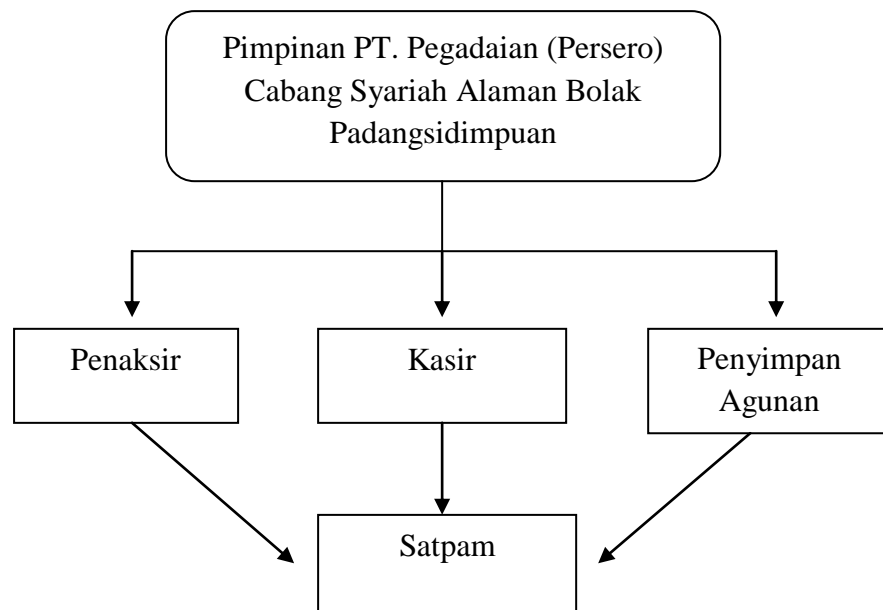 Pimpinan PT. Pegadaian (Persero)
Cabang Syariah Alaman Bolak
Padangsidimpuan
Penaksir
Kasir
Penyimpan
Agunan
Satpam